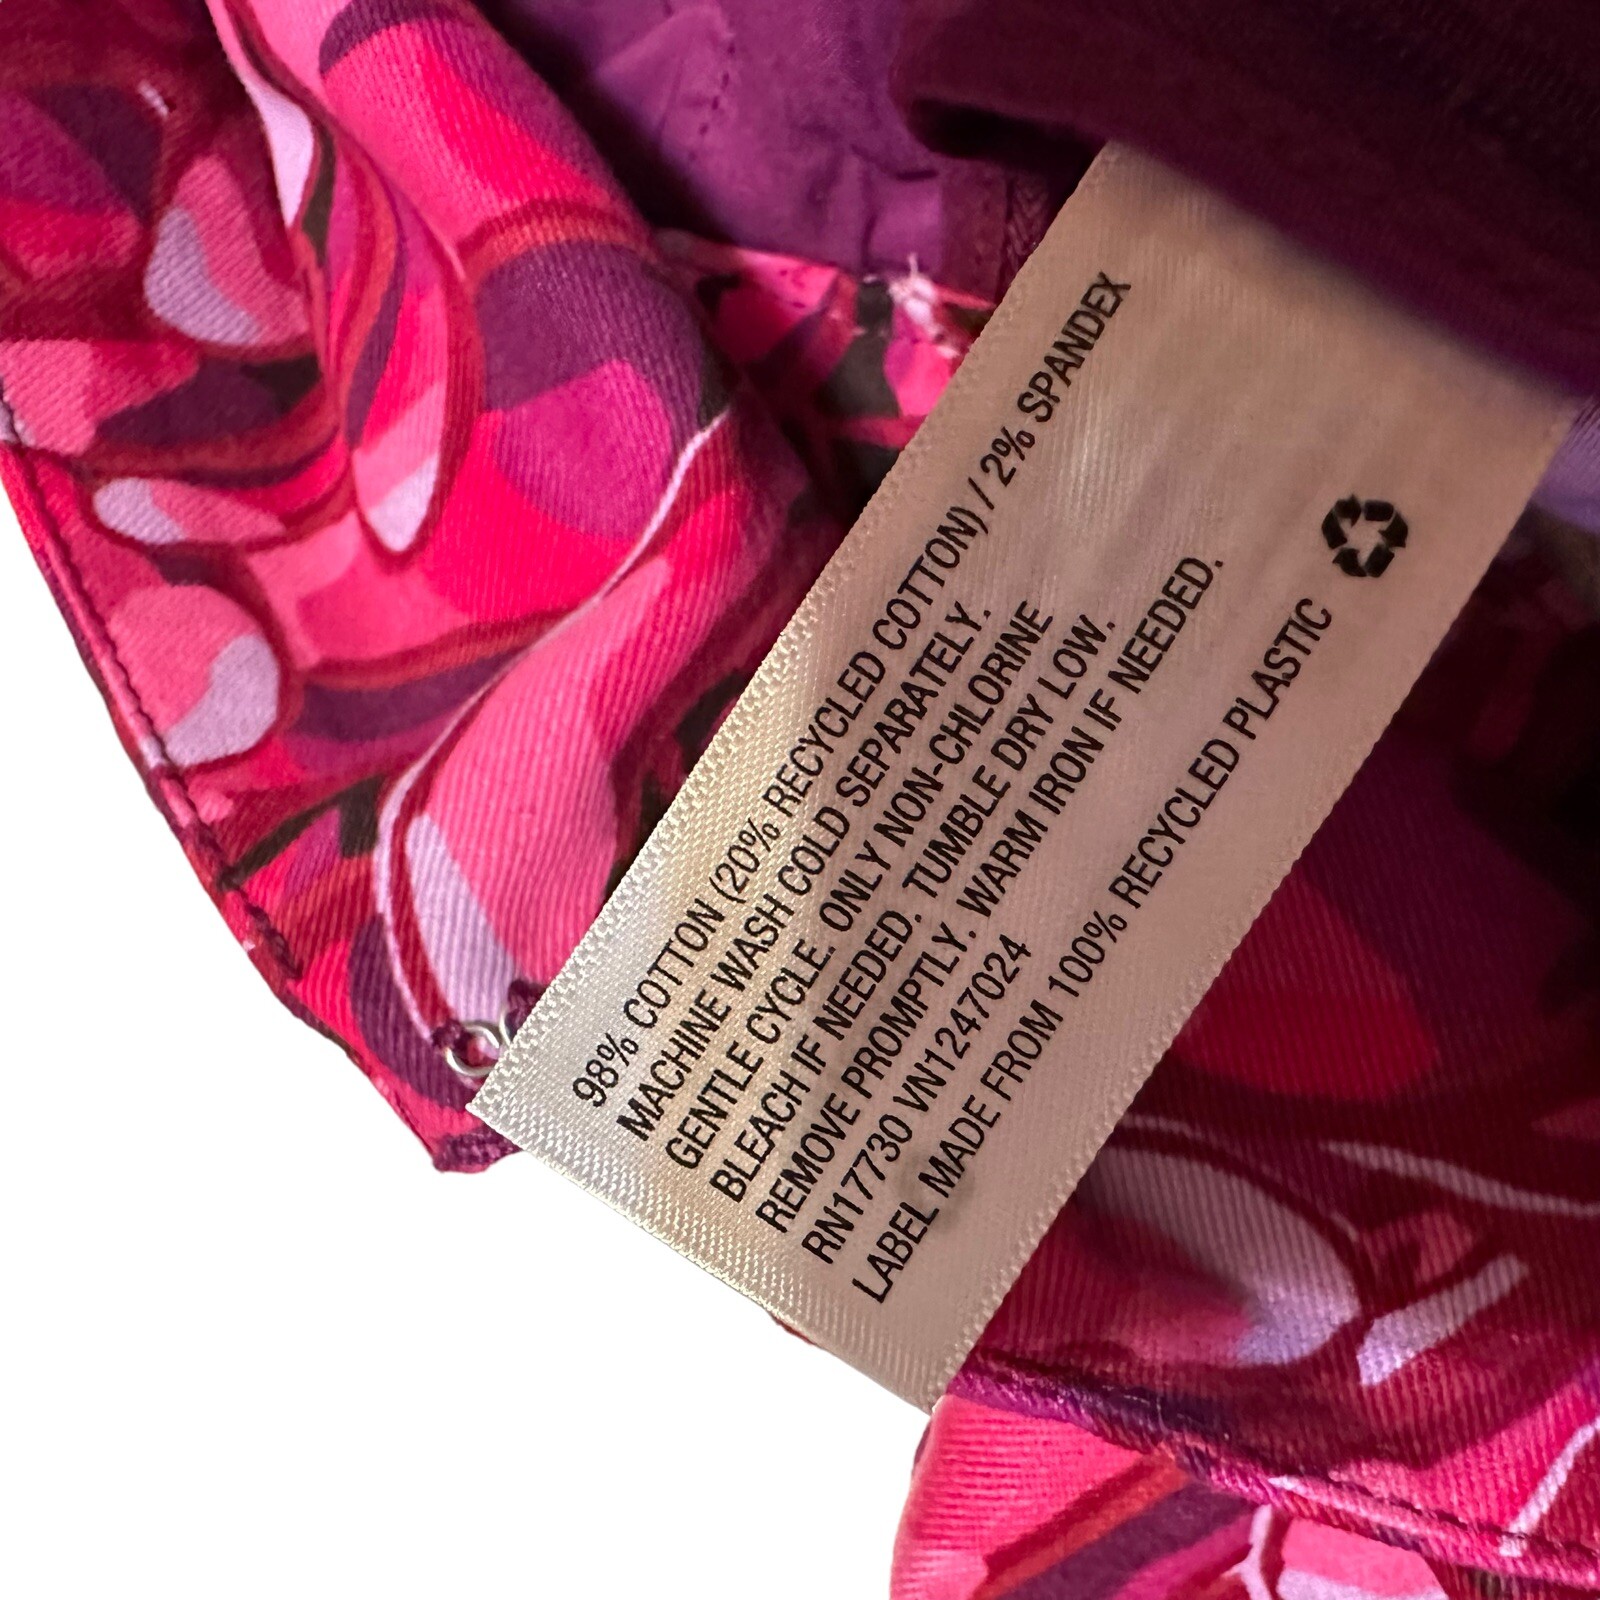 98% COTTON (20% RECYCLED COTTON) / 2% SPANDEX
MACHINE WASH COLD SEPARATELY.
GENTLE CYCLE. ONLY NON-CHLORINE
BLEACH IF NEEDED. TUMBLE DRY LOW.
REMOVE PROMPTLY. WARM IRON IF NEEDED.
RN17730 VN1247024
LABEL MADE FROM 100% RECYCLED PLASTIC